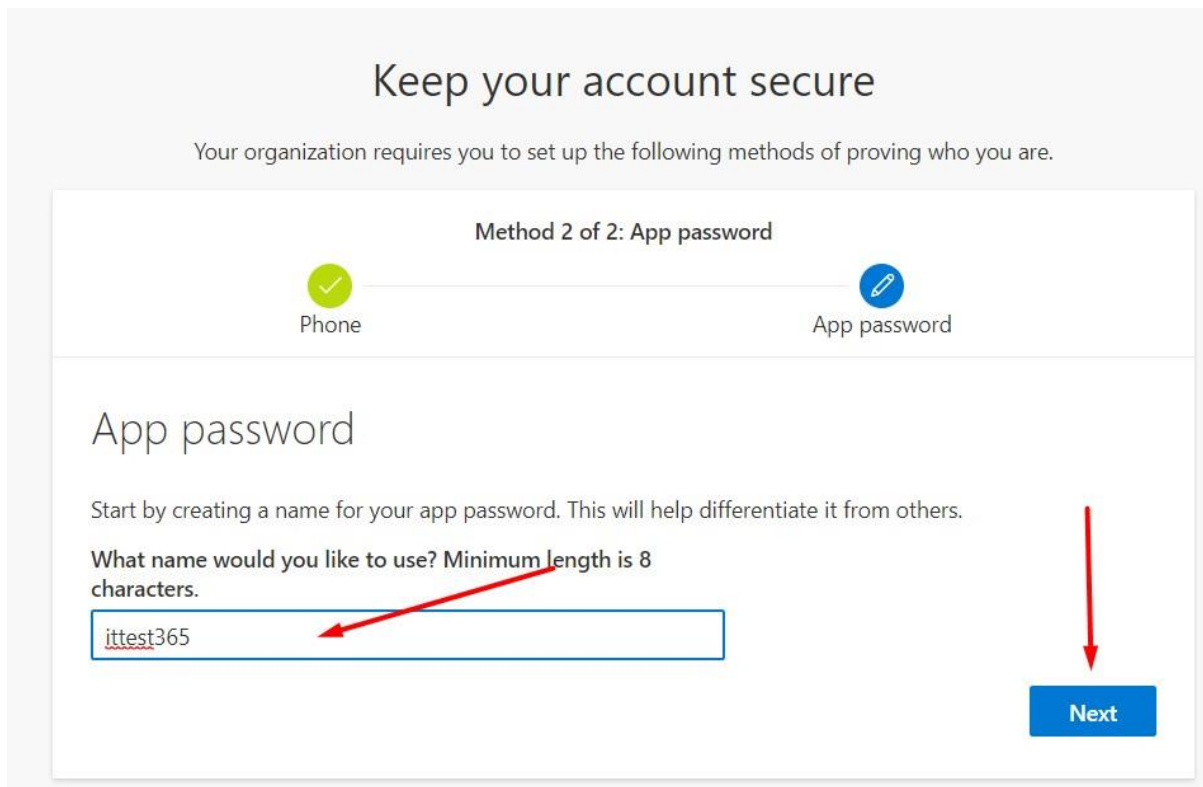 Keep your account secure
Your organization requires you to set up the following methods of proving who you are.
Method 2 of 2: App password
Phone
App password
App password
Start by creating a name for your app password. This will help differentiate it from others.
What name would you like to use? Minimum length is 8
characters.
ittest365
Next